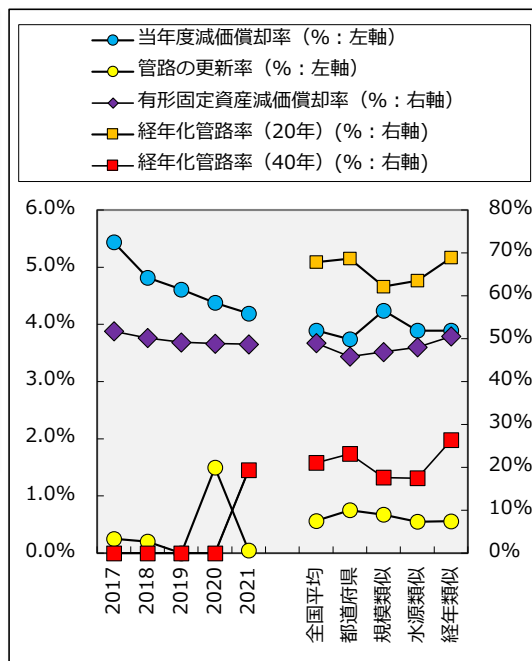 当年度減価償却率（%：左軸）
管路の更新率（%：左軸）
有形固定資産減価償却率（%：右軸）
経年化管路率（20年）(%：右軸)
経年化管路率（40年）(%：右軸)
6.0%
5.0%
4.0%
3.0%
2.0%
1.0%
0.0%
80%
70%
60%
50%
40%
30%
20%
10%
0%
2017
2018
2019
2020
2021
全国平均
都道府県
規模類似
水源類似
経年類似